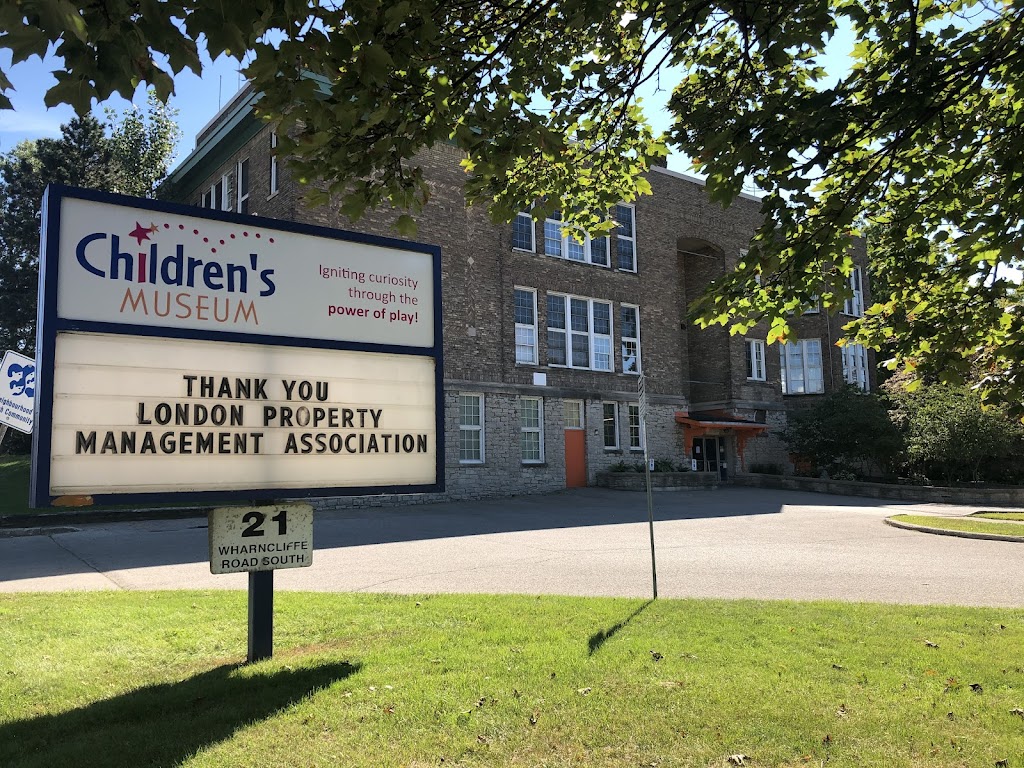 Children's
MUSEUM
Igniting curiosity
through the
power of play!
THANK YOU
LONDON PROPERTY
MANAGEMENT ASSOCIATION
21
WHARNCLIFFE
ROAD SOUTH
Community